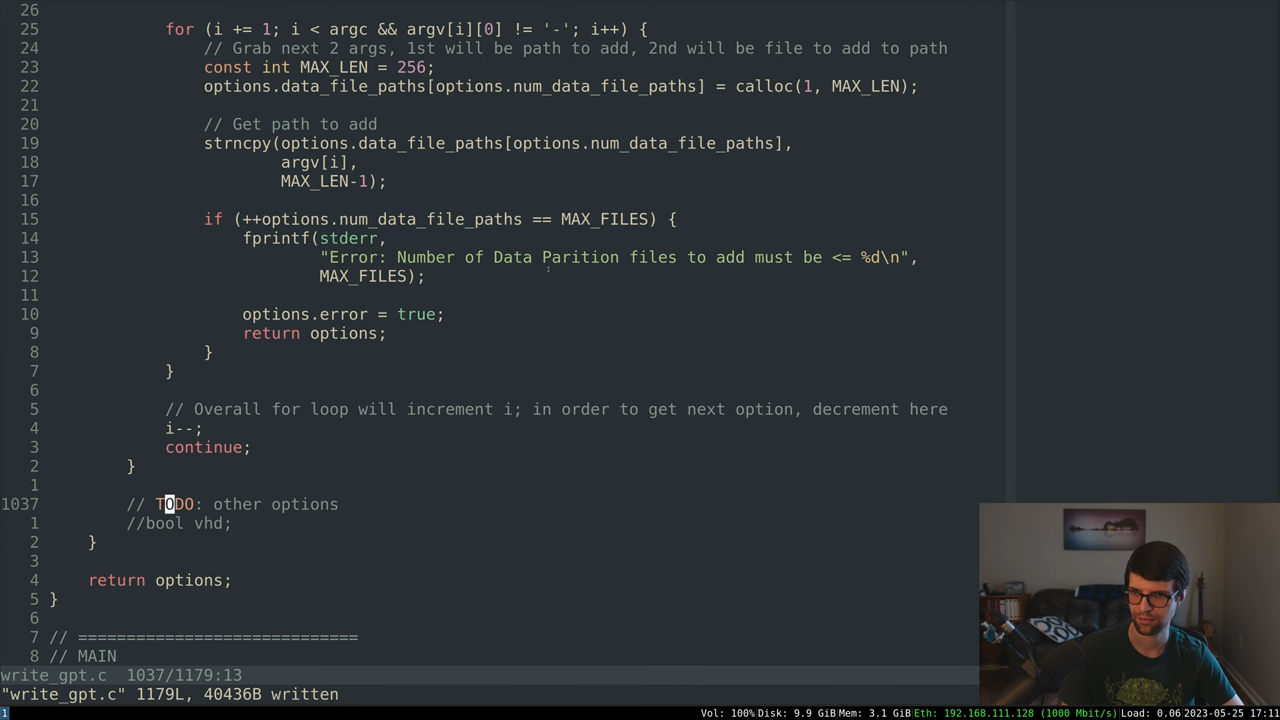 26
25 for (i += 1; i < argc && argv[i][0] != '-'; i++) {
24 // Grab next 2 args, 1st will be path to add, 2nd will be file to add to path
23 const int MAX_LEN = 256;
22 options.data_file_paths[options.num_data_file_paths] = calloc(1, MAX_LEN);
21
20 // Get path to add
19 strncpy(options.data_file_paths[options.num_data_file_paths],
18 argv[i],
17 MAX_LEN-1);
16
15 if (++options.num_data_file_paths == MAX_FILES) {
14 fprintf(stderr,
13 "Error: Number of Data Parition files to add must be <= %d\n",
12 MAX_FILES);
11
10 options.error = true;
9 return options;
8 }
7 }
6
5 // Overall for loop will increment i; in order to get next option, decrement here
4 i--;
3 continue;
2 }
1
1037 // TODO: other options
1 //bool vhd;
2 }
3
4 return options;
5 }
6
7 // =============================
8 // MAIN
write_gpt.c 1037/1179:13
"write_gpt.c" 1179L, 40436B written
1 Vol: 100% Disk: 9.9 GiB Mem: 3.1 GiB Eth: 192.168.111.128 (1000 Mbit/s) Load: 0.06 2023-05-25 17:11